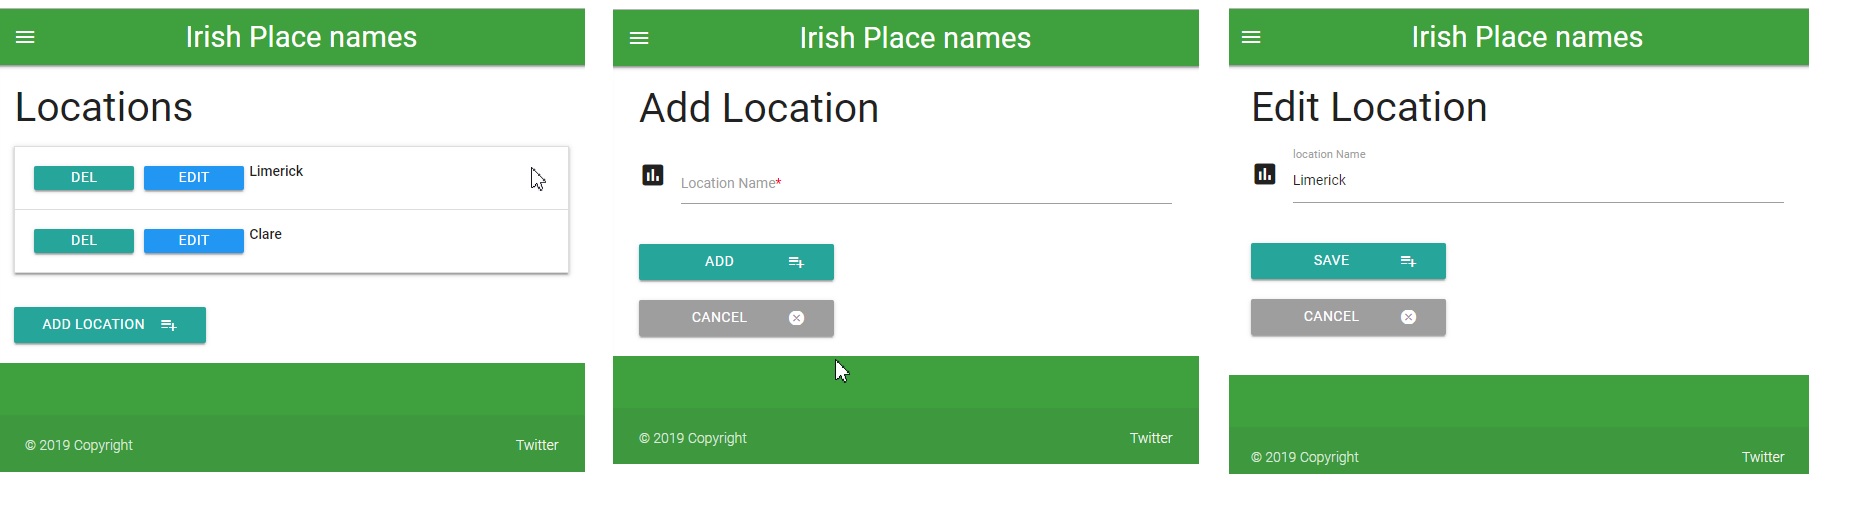 Irish Place names
Locations
DEL EDIT Limerick
DEL EDIT Clare
ADD LOCATION
© 2019 Copyright Twitter
Irish Place names
Add Location
Location Name*
ADD
CANCEL
© 2019 Copyright Twitter
Irish Place names
Edit Location
location Name
Limerick
SAVE
CANCEL
© 2019 Copyright Twitter